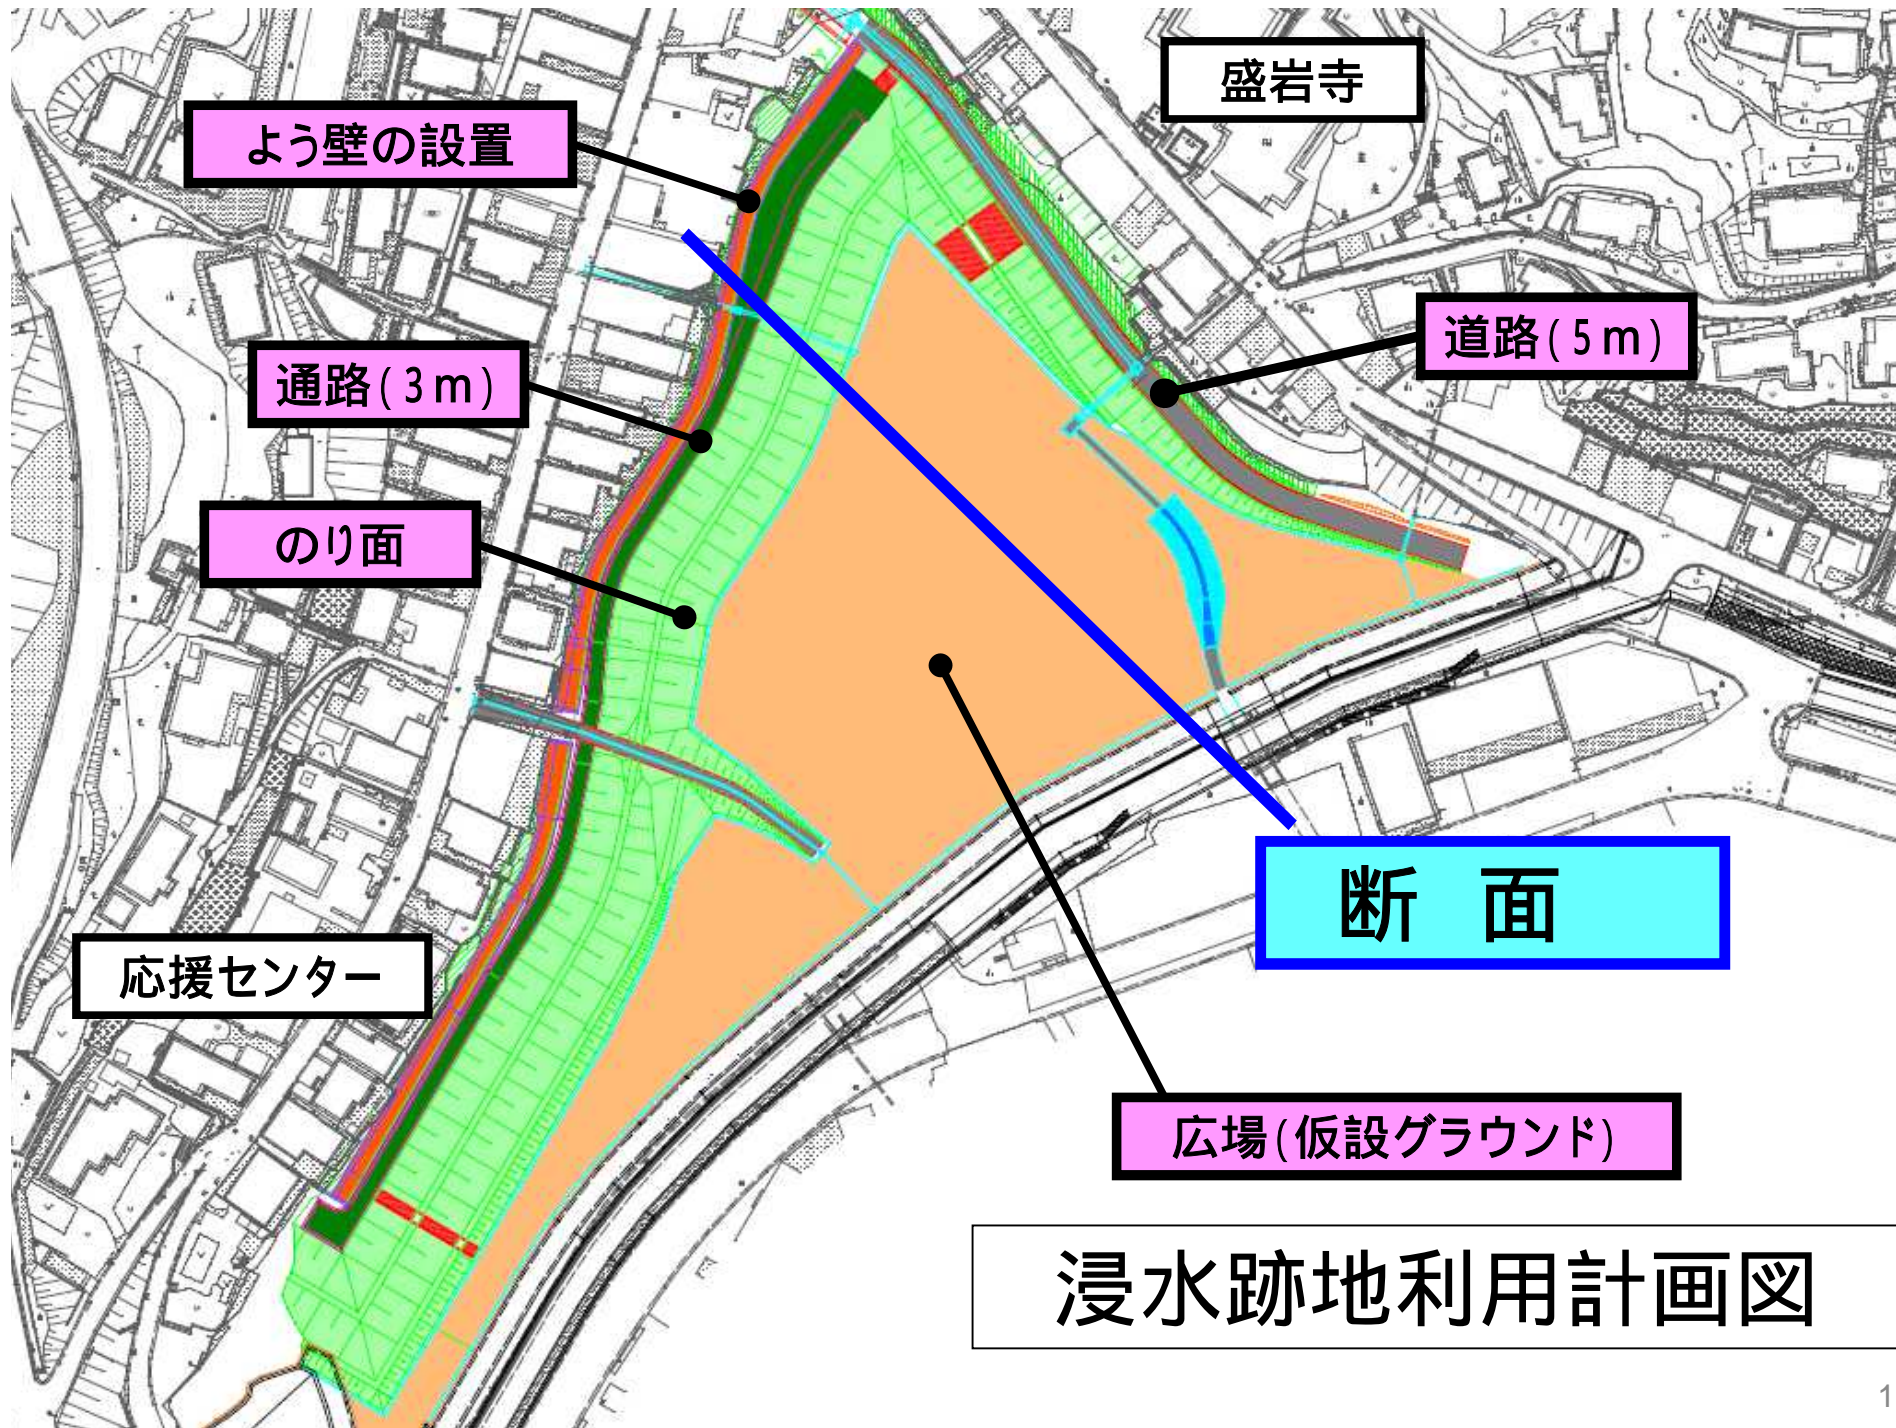 盛岩寺
よう壁の設置
道路(5m)
通路(3m)
のり面
断 面
応援センター
広場(仮設グラウンド)
浸水跡地利用計画図
1